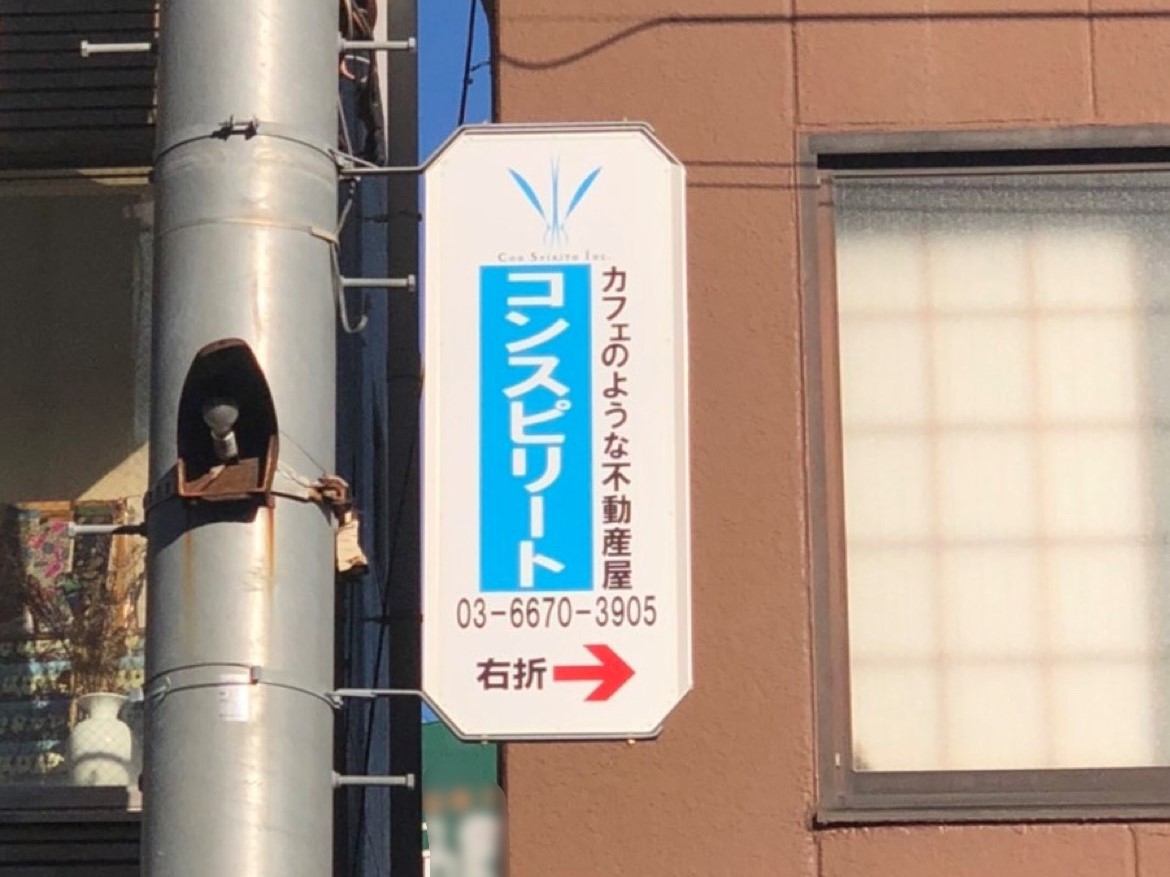 Con Spirito Inc.
カフェのような不動産屋
コンスピリート
03-6670-3905
右折